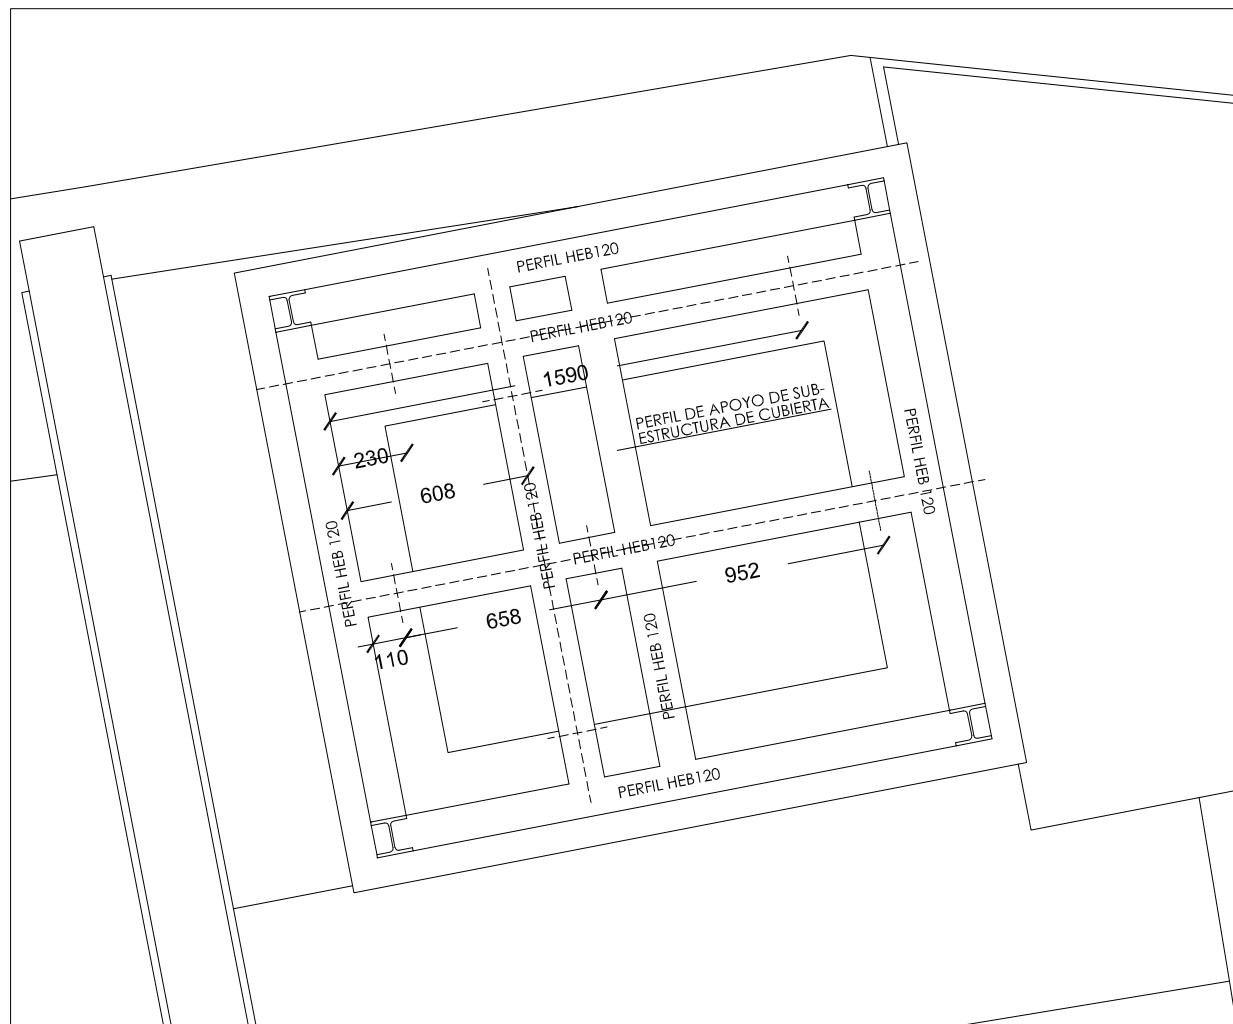 PERFIL HEB120
PERFIL HEB120
1590
PERFIL DE APOYO DE SUB-
ESTRUCTURA DE CUBIERTA
230
608
PERFIL HEB 120
PERFIL HEB 120
PERFIL HEB 120
PERFIL HEB120
952
658
110
PERFIL HEB 120
PERFIL HEB120